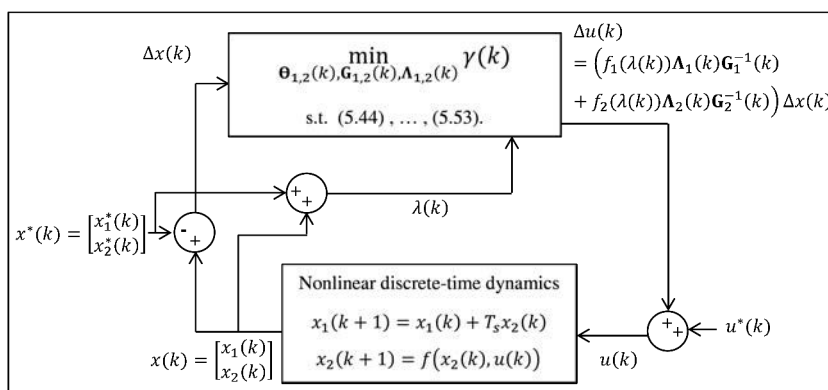 Δx(k)
min γ(k)
Θ₁,₂(k),G₁,₂(k),Λ₁,₂(k)
s.t. (5.44) , … , (5.53).
Δu(k)
= (f₁(λ(k))Λ₁(k)G₁⁻¹(k)
+ f₂(λ(k))Λ₂(k)G₂⁻¹(k)) Δx(k)
+
+
λ(k)
x*(k) = [x₁*(k)
x₂*(k)]
-
+
Nonlinear discrete-time dynamics
x₁(k + 1) = x₁(k) + Tₛx₂(k)
x₂(k + 1) = f(x₂(k), u(k))
x(k) = [x₁(k)
x₂(k)]
+
+
u*(k)
u(k)